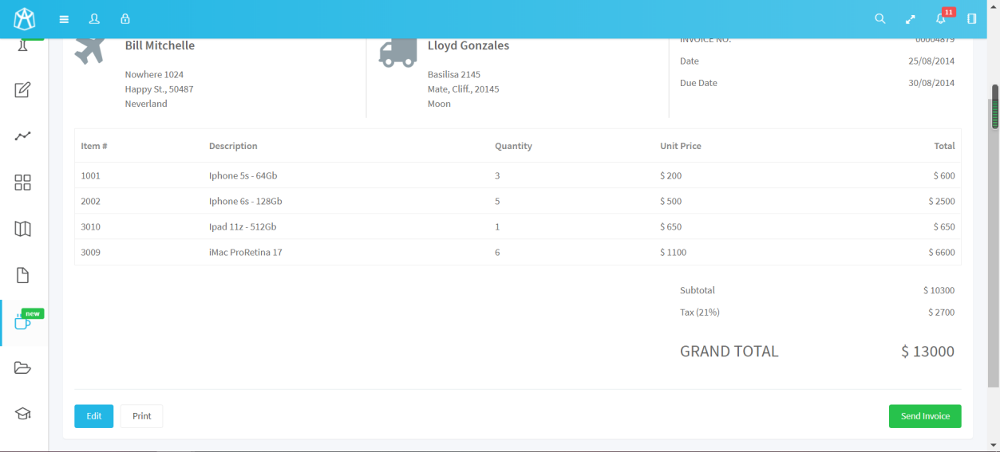 11
Bill Mitchelle
Nowhere 1024
Happy St., 50487
Neverland
Lloyd Gonzales
Basilisa 2145
Mate, Cliff., 20145
Moon
INVOICE NO. 00004879
Date 25/08/2014
Due Date 30/08/2014
Item # Description Quantity Unit Price Total
1001 Iphone 5s - 64Gb 3 $ 200 $ 600
2002 Iphone 6s - 128Gb 5 $ 500 $ 2500
3010 Ipad 11z - 512Gb 1 $ 650 $ 650
3009 iMac ProRetina 17 6 $ 1100 $ 6600
Subtotal $ 10300
Tax (21%) $ 2700
GRAND TOTAL $ 13000
new
Edit Print Send Invoice